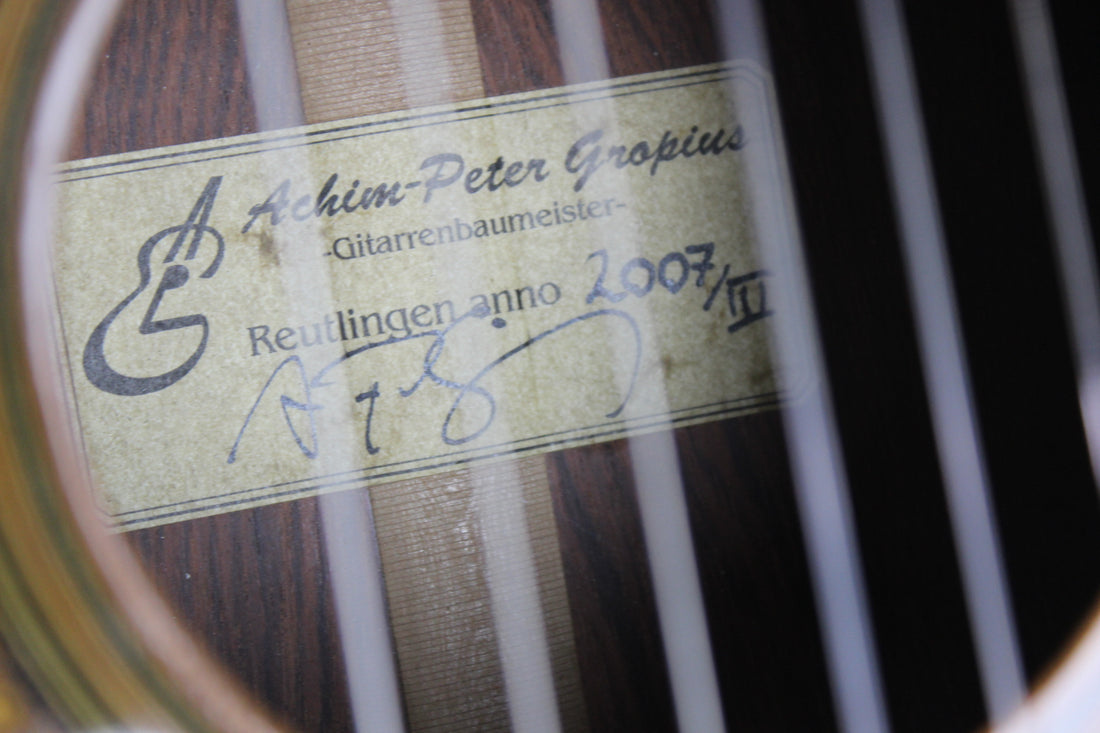 Achim-Peter Gropius
-Gitarrenbaumeister-
Reutlingen anno 2007/IV